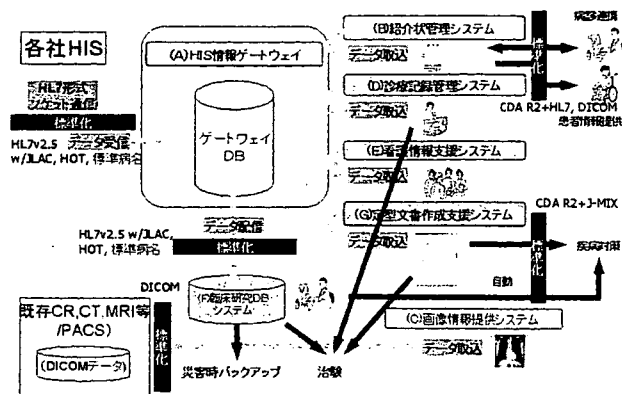 各社HIS
HL7形式
ソケット通信
標準化
HL7v2.5 データ受信
w/JLAC, HOT, 標準病名
(A)HIS情報ゲートウェイ
ゲートウェイ
DB
データ配信
HL7v2.5 w/JLAC,
HOT, 標準病名
標準化
(B)紹介状管理システム
データ取込
(D)診療記録管理システム
データ取込
(E)看護情報支援システム
データ取込
(G)定型文書作成支援システム
データ取込
自動
(C)画像情報提供システム
データ取込
標準化
病診連携
CDA R2+HL7, DICOM
患者情報提供
CDA R2+J-MIX
標準化
疾病対策
DICOM
(F)臨床研究DB
システム
既存CR,CT,MRI等
/PACS)
(DICOMデータ)
標準化
災害時バックアップ
治験